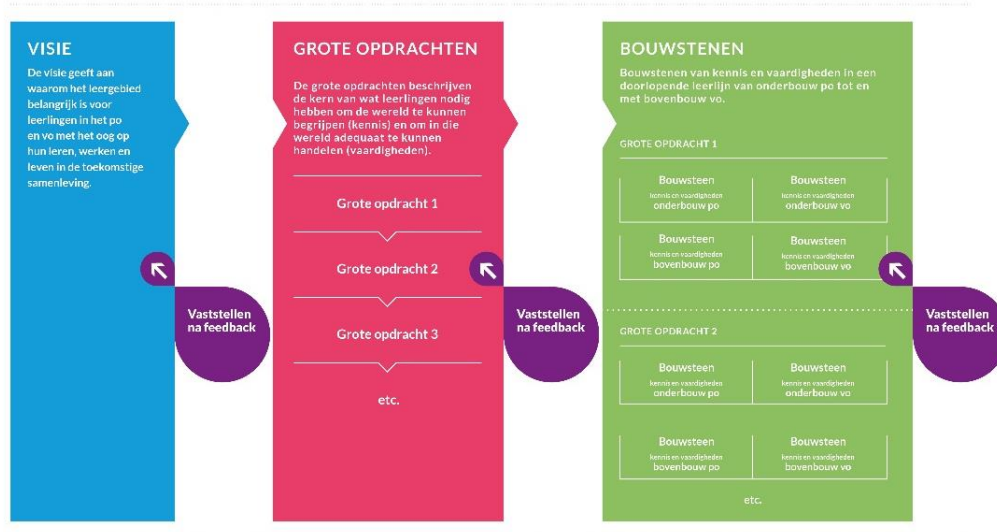 VISIE
De visie geeft aan
waarom het leergebied
belangrijk is voor
leerlingen in het po
en vo met het oog op
hun leren, werken en
leven in de toekomstige
samenleving.
Vaststellen
na feedback
GROTE OPDRACHTEN
De grote opdrachten beschrijven
de kern van wat leerlingen nodig
hebben om de wereld te kunnen
begrijpen (kennis) en om in die
wereld adequaat te kunnen
handelen (vaardigheden).
Grote opdracht 1
Grote opdracht 2
Grote opdracht 3
etc.
Vaststellen
na feedback
BOUWSTENEN
Bouwstenen van kennis en vaardigheden in een
doorlopende leerlijn van onderbouw po tot en
met bovenbouw vo.
GROTE OPDRACHT 1
Bouwsteen
kennis en vaardigheden
onderbouw po
Bouwsteen
kennis en vaardigheden
onderbouw vo
Bouwsteen
kennis en vaardigheden
bovenbouw po
Bouwsteen
kennis en vaardigheden
bovenbouw vo
GROTE OPDRACHT 2
Bouwsteen
kennis en vaardigheden
onderbouw po
Bouwsteen
kennis en vaardigheden
onderbouw vo
Bouwsteen
kennis en vaardigheden
bovenbouw po
Bouwsteen
kennis en vaardigheden
bovenbouw vo
etc.
Vaststellen
na feedback